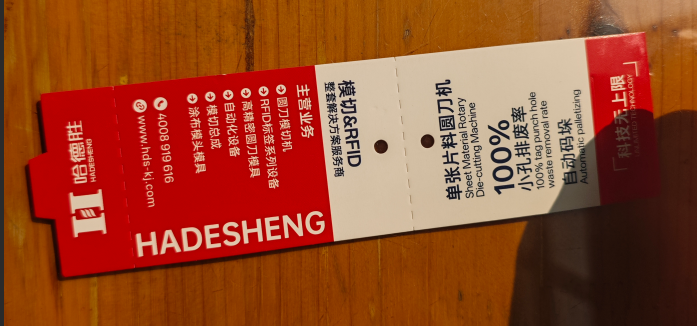 哈德胜
HADESHENG
模切&RFID
整套解决方案服务商
主营业务
圆刀模切机
RFID标签系列设备
高精密圆刀模具
自动化设备
模切总成
涂布模头模具
4008 919 616
www.hds-kj.com
HADESHENG
单张片料圆刀机
Sheet Material Rotary
Die-cutting Machine
100%
小孔排废率
100% tag punch hole
waste removal rate
自动码垛
Automatic palletizing
科技无上限
TECHNOLOGY